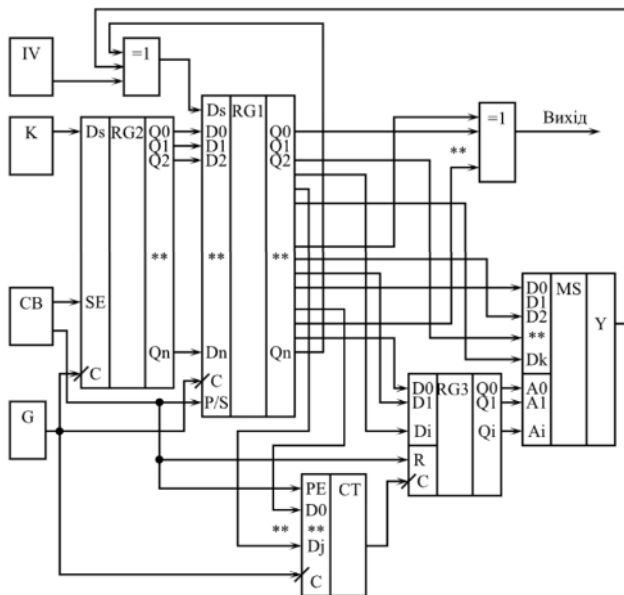 IV
=1
K
Ds RG2 Q0
Q1
Q2
**
SE
Qn
C
Ds RG1
D0 Q0
D1 Q1
D2 Q2
** **
Dn Qn
C
P/S
=1
**
Вихід
СВ
G
D0 MS
D1
D2 Y
**
Dk
A0
A1
Ai
D0 RG3 Q0
D1 Q1
Di Qi
R
C
PE CT
D0
** **
Dj
C